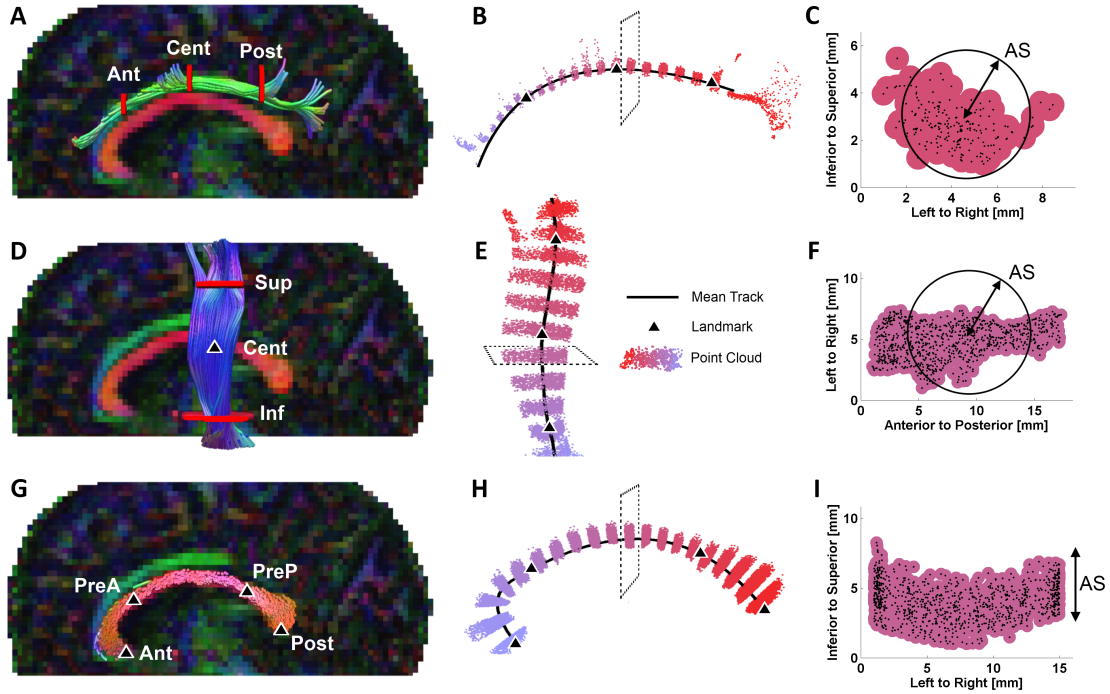 A
Ant
Cent
Post
B
C
Inferior to Superior [mm]
6
4
2
0
0
2
4
6
8
Left to Right [mm]
AS
D
Sup
Cent
Inf
E
Mean Track
Landmark
Point Cloud
F
Left to Right [mm]
10
5
0
0
5
10
15
Anterior to Posterior [mm]
AS
G
PreA
PreP
Ant
Post
H
I
Inferior to Superior [mm]
10
5
0
0
5
10
15
Left to Right [mm]
AS